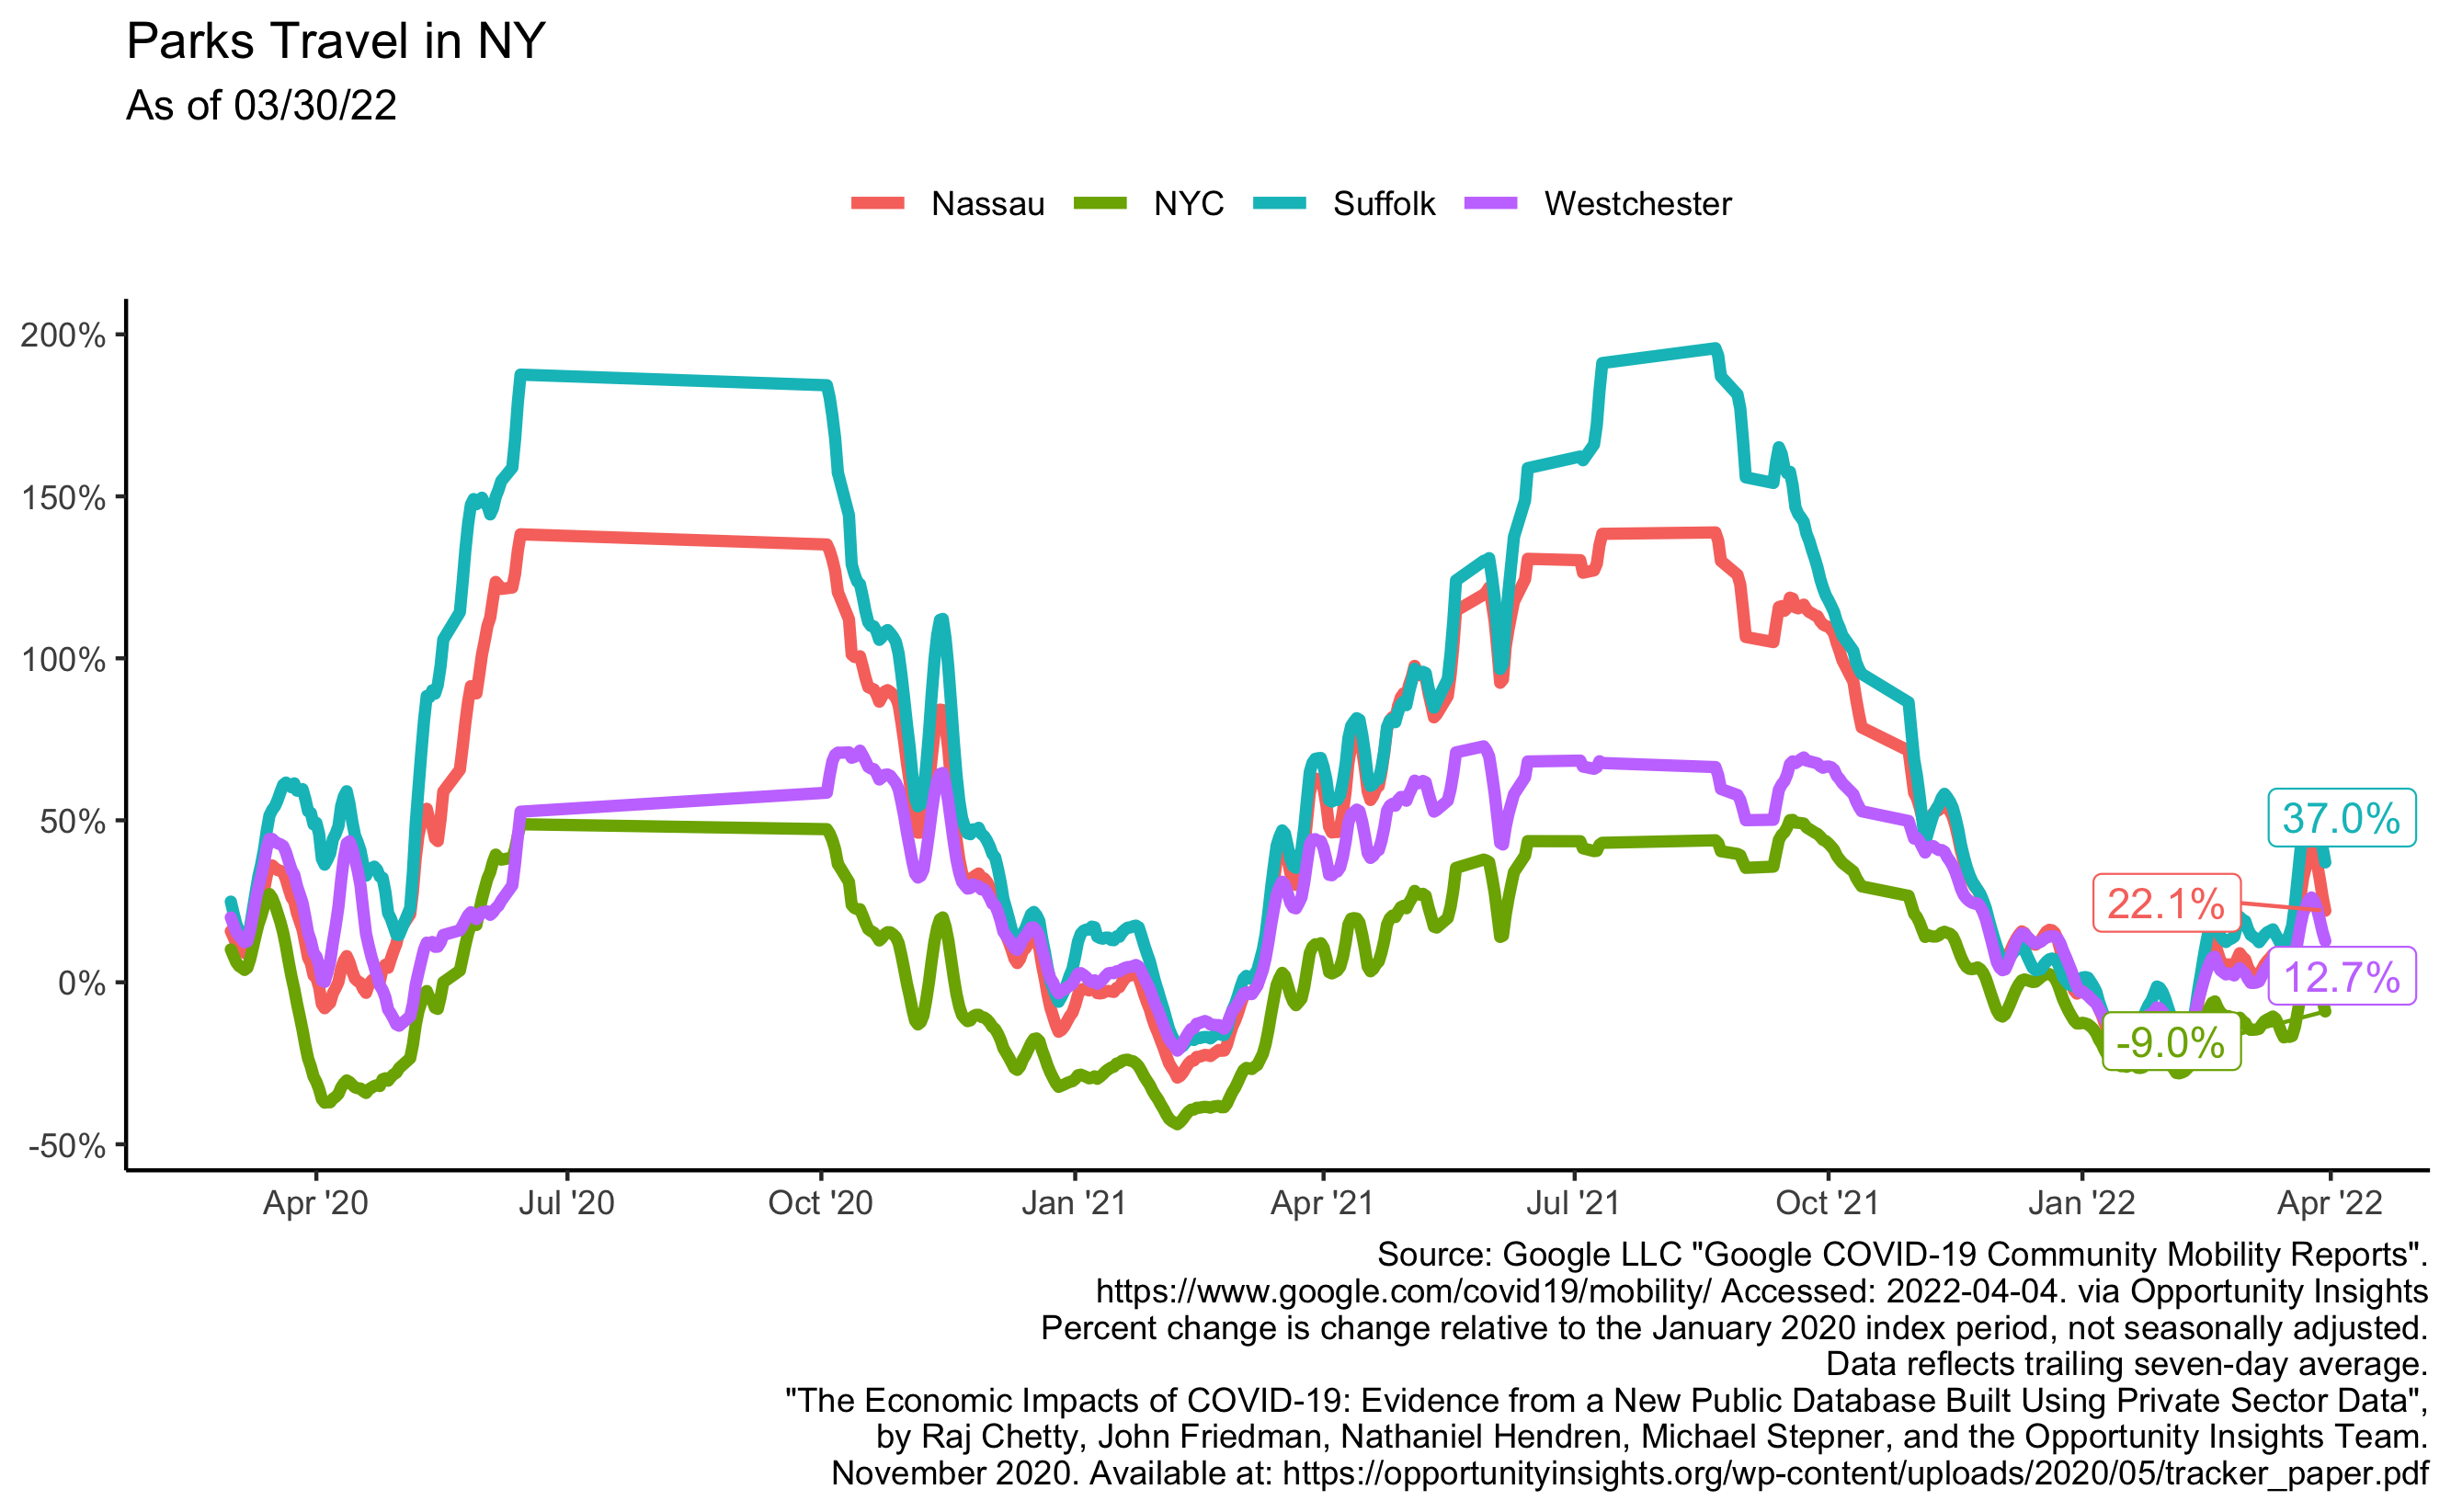 Parks Travel in NY
As of 03/30/22
Nassau NYC Suffolk Westchester
200%
150%
100%
50%
0%
-50%
37.0%
22.1%
12.7%
-9.0%
Apr '20 Jul '20 Oct '20 Jan '21 Apr '21 Jul '21 Oct '21 Jan '22 Apr '22
Source: Google LLC "Google COVID-19 Community Mobility Reports".
https://www.google.com/covid19/mobility/ Accessed: 2022-04-04. via Opportunity Insights
Percent change is change relative to the January 2020 index period, not seasonally adjusted.
Data reflects trailing seven-day average.
"The Economic Impacts of COVID-19: Evidence from a New Public Database Built Using Private Sector Data",
by Raj Chetty, John Friedman, Nathaniel Hendren, Michael Stepner, and the Opportunity Insights Team.
November 2020. Available at: https://opportunityinsights.org/wp-content/uploads/2020/05/tracker_paper.pdf